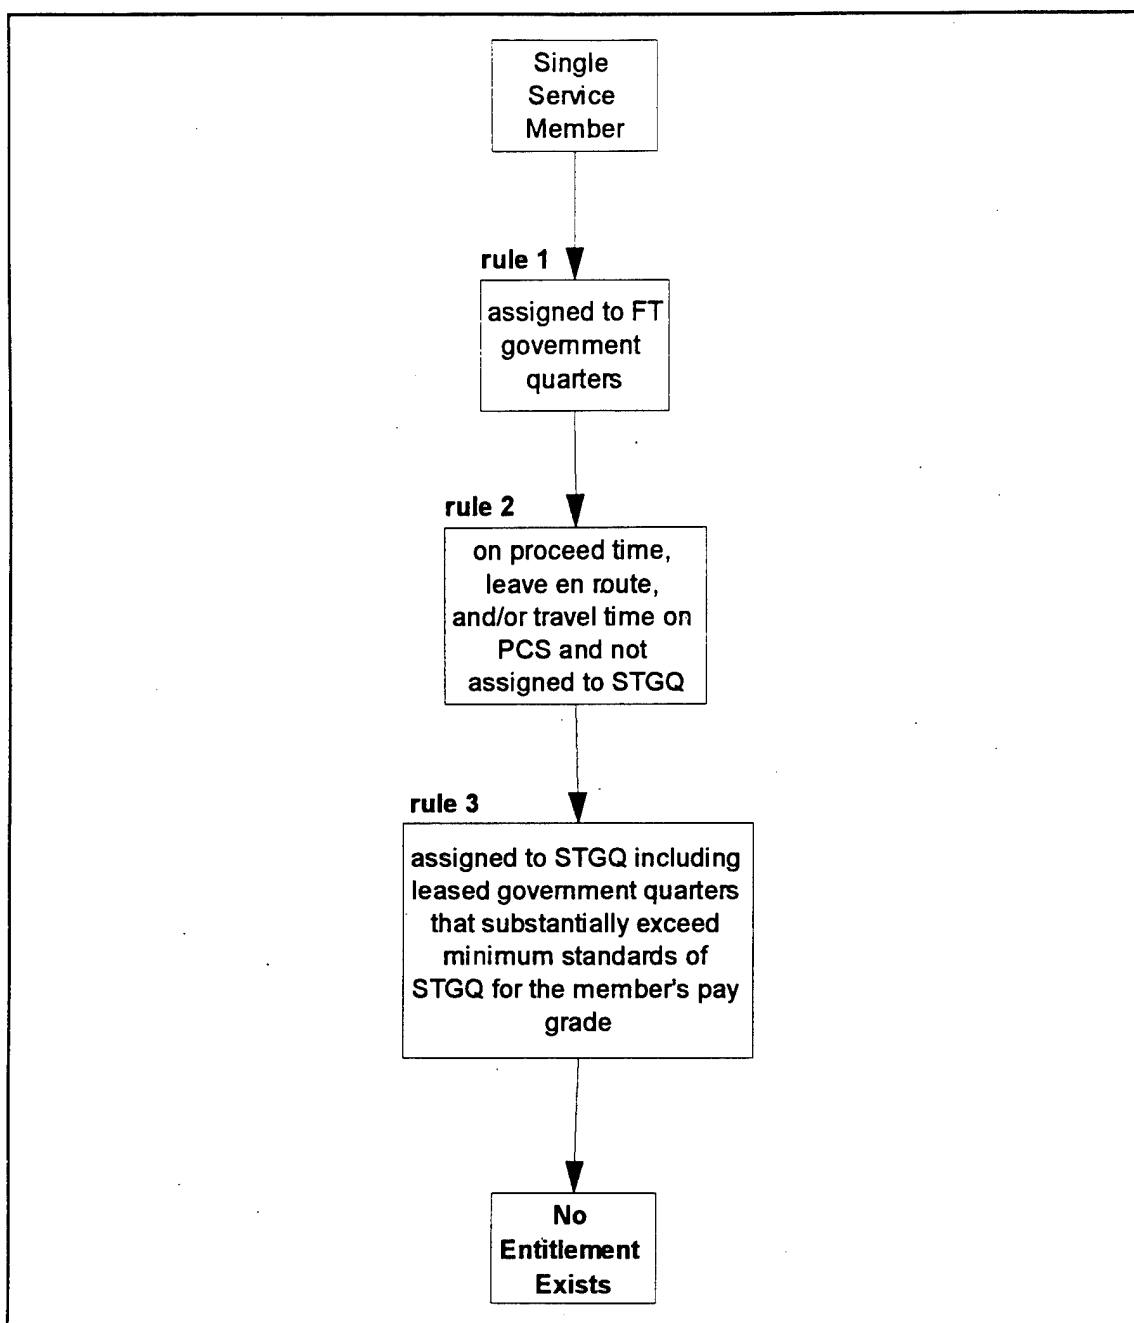 Single
Service
Member
rule 1
assigned to FT
government
quarters
rule 2
on proceed time,
leave en route,
and/or travel time on
PCS and not
assigned to STGQ
rule 3
assigned to STGQ including
leased government quarters
that substantially exceed
minimum standards of
STGQ for the member's pay
grade
No
Entitlement
Exists